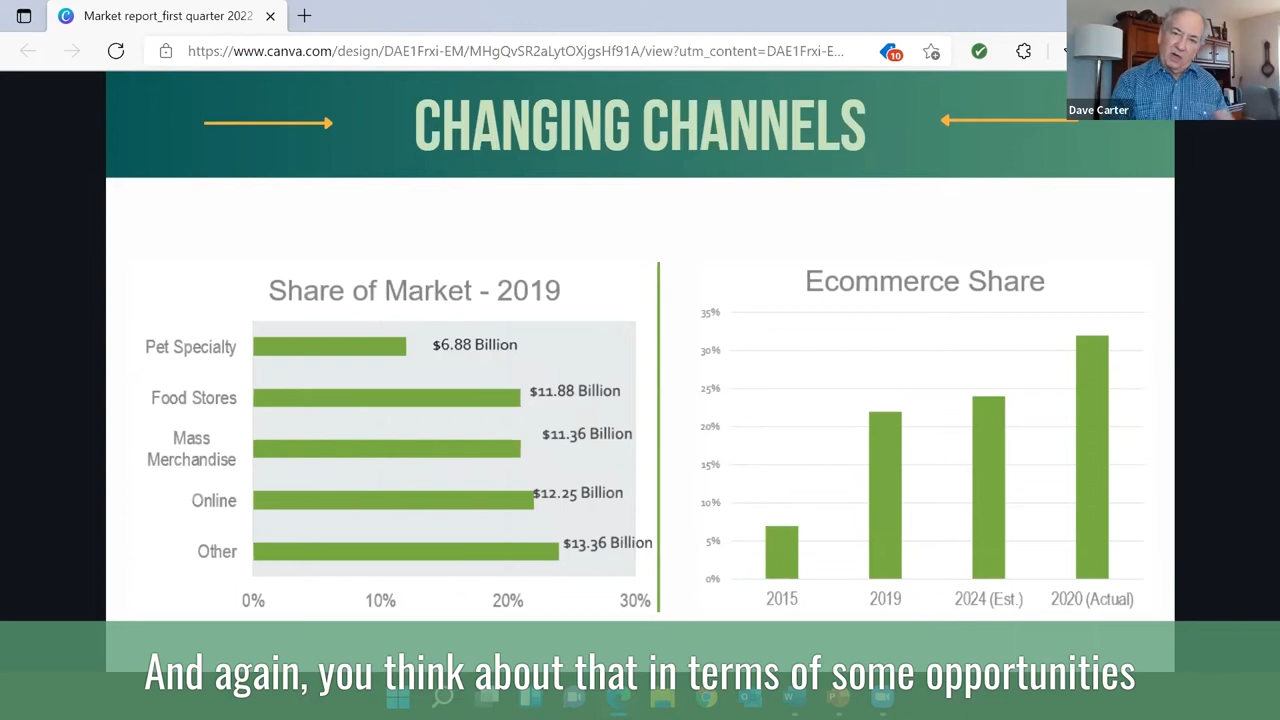 Market report_first quarter 2022
https://www.canva.com/design/DAE1Frxi-EM/MHgQvSR2aLytOXjgsHf91A/view?utm_content=DAE1Frxi-E...
10
Dave Carter
CHANGING CHANNELS
Share of Market - 2019
Pet Specialty
$6.88 Billion
Food Stores
$11.88 Billion
Mass
Merchandise
$11.36 Billion
Online
$12.25 Billion
Other
$13.36 Billion
0% 10% 20% 30%
Ecommerce Share
35%
30%
25%
20%
15%
10%
5%
0%
2015 2019 2024 (Est.) 2020 (Actual)
And again, you think about that in terms of some opportunities